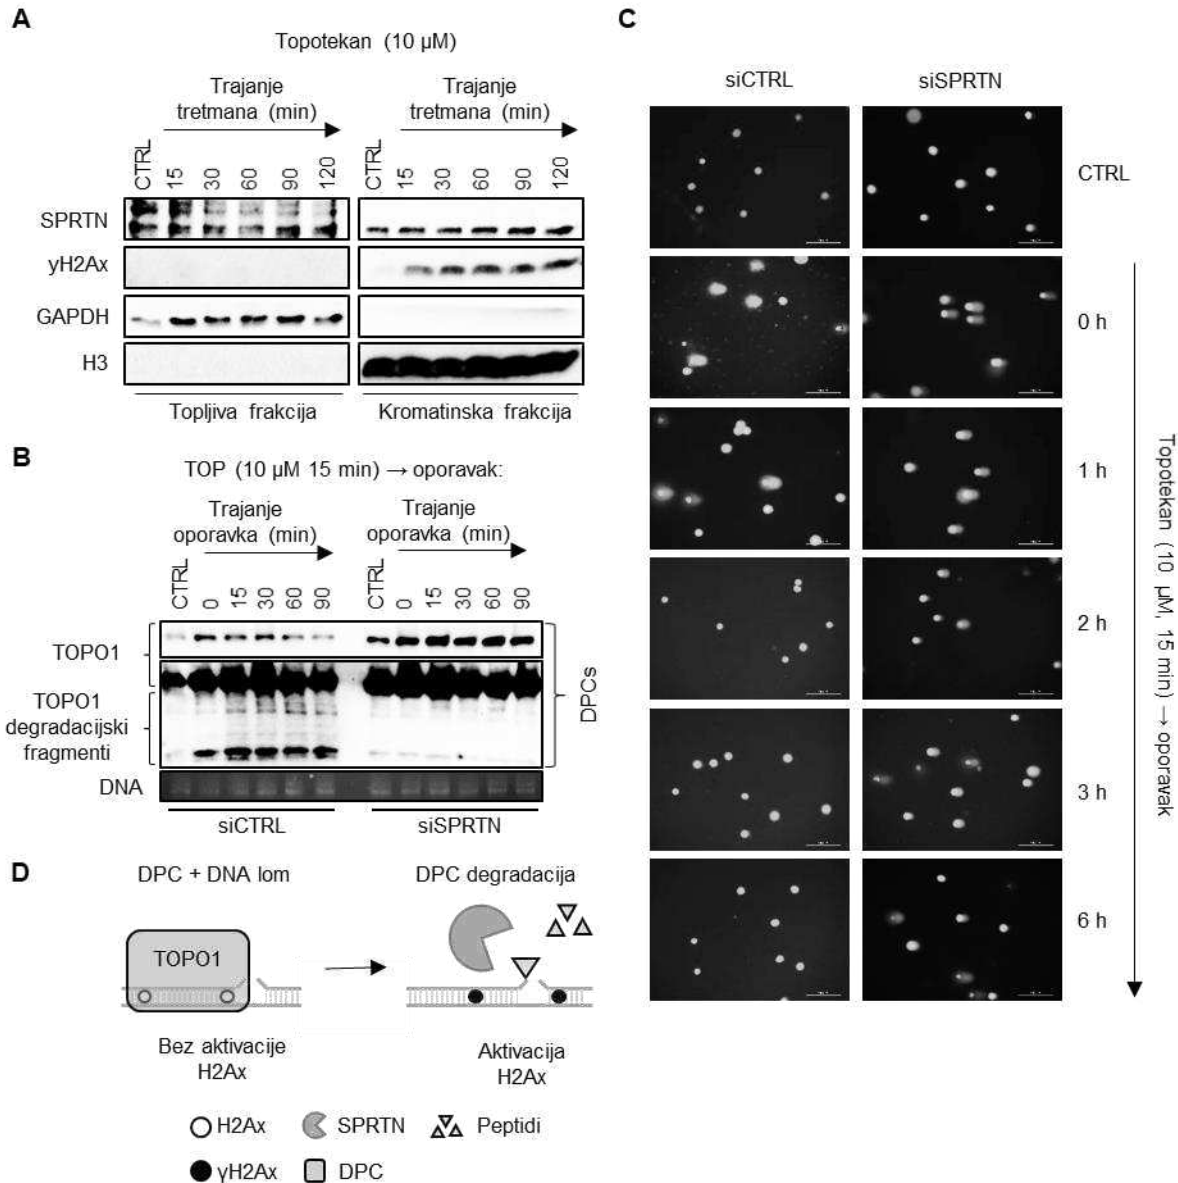 A
Topotekan (10 µM)
Trajanje
tretmana (min)
Trajanje
tretmana (min)
CTRL 15 30 60 90 120
CTRL 15 30 60 90 120
SPRTN
γH2Ax
GAPDH
H3
Topljiva frakcija
Kromatinska frakcija
B
TOP (10 µM 15 min) → oporavak:
Trajanje
oporavka (min)
Trajanje
oporavka (min)
CTRL 0 15 30 60 90
CTRL 0 15 30 60 90
TOPO1
TOPO1
degradacijski
fragmenti
DNA
DPCs
siCTRL
siSPRTN
C
siCTRL
siSPRTN
CTRL
0 h
1 h
2 h
3 h
6 h
Topotekan (10 µM, 15 min) → oporavak
D
DPC + DNA lom
DPC degradacija
TOPO1
Bez aktivacije
H2Ax
Aktivacija
H2Ax
H2Ax
SPRTN
Peptidi
γH2Ax
DPC